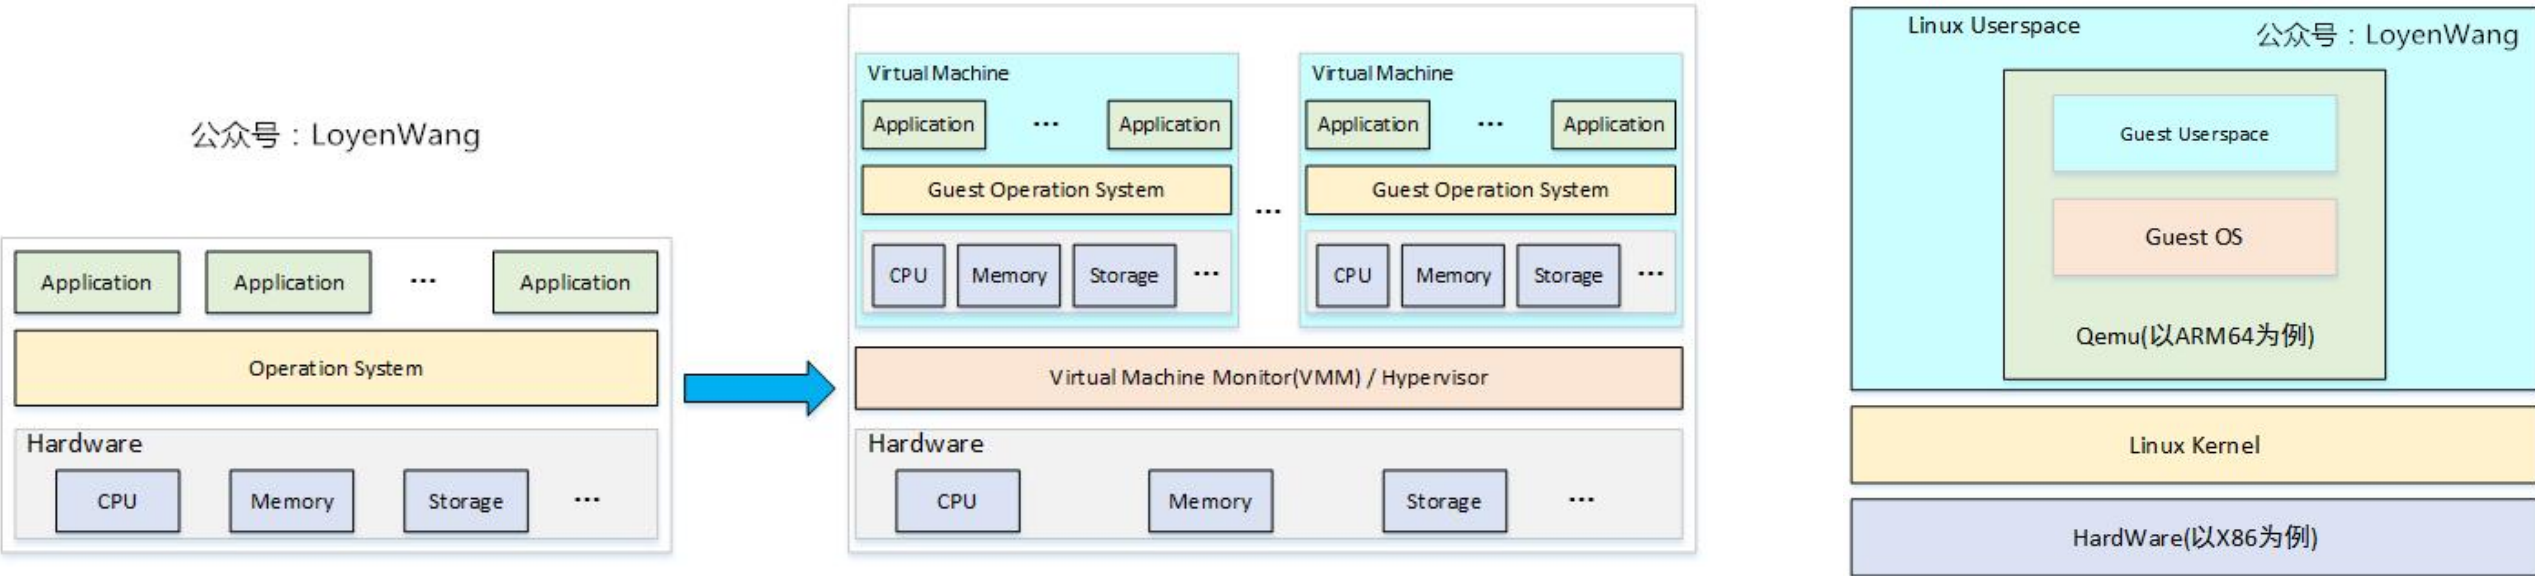 公众号：LoyenWang
Application
Application
...
Application
Operation System
Hardware
CPU
Memory
Storage
...
Virtual Machine
Application
...
Application
Guest Operation System
CPU
Memory
Storage
...
...
Virtual Machine
Application
...
Application
Guest Operation System
CPU
Memory
Storage
...
Virtual Machine Monitor(VMM) / Hypervisor
Hardware
CPU
Memory
Storage
...
Linux Userspace
公众号：LoyenWang
Guest Userspace
Guest OS
Qemu(以ARM64为例)
Linux Kernel
HardWare(以X86为例)